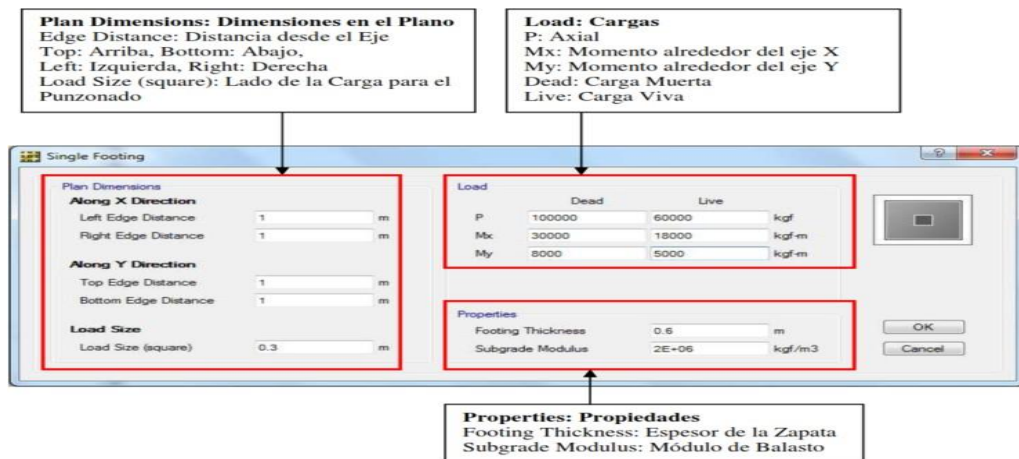 Plan Dimensions: Dimensiones en el Plano
Edge Distance: Distancia desde el Eje
Top: Arriba, Bottom: Abajo,
Left: Izquierda, Right: Derecha
Load Size (square): Lado de la Carga para el
Punzonado
Load: Cargas
P: Axial
Mx: Momento alrededor del eje X
My: Momento alrededor del eje Y
Dead: Carga Muerta
Live: Carga Viva
Single Footing
Plan Dimensions
Along X Direction
Left Edge Distance 1 m
Right Edge Distance 1 m
Along Y Direction
Top Edge Distance 1 m
Bottom Edge Distance 1 m
Load Size
Load Size (square) 0.3 m
Load
Dead Live
P 100000 60000 kgf
Mx 30000 18000 kgf-m
My 8000 5000 kgf-m
Properties
Footing Thickness 0.6 m
Subgrade Modulus 2E+06 kgf/m3
OK
Cancel
Properties: Propiedades
Footing Thickness: Espesor de la Zapata
Subgrade Modulus: Módulo de Balasto